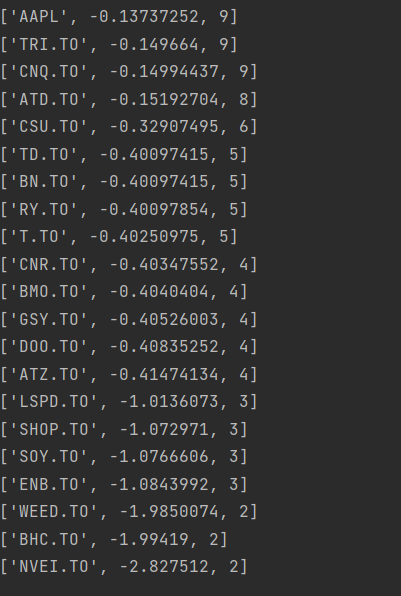 ['AAPL', -0.13737252, 9]
['TRI.TO', -0.149664, 9]
['CNQ.TO', -0.14994437, 9]
['ATD.TO', -0.15192704, 8]
['CSU.TO', -0.32907495, 6]
['TD.TO', -0.40097415, 5]
['BN.TO', -0.40097415, 5]
['RY.TO', -0.40097854, 5]
['T.TO', -0.40250975, 5]
['CNR.TO', -0.40347552, 4]
['BMO.TO', -0.4040404, 4]
['GSY.TO', -0.40526003, 4]
['DOO.TO', -0.40835252, 4]
['ATZ.TO', -0.41474134, 4]
['LSPD.TO', -1.0136073, 3]
['SHOP.TO', -1.072971, 3]
['SOY.TO', -1.0766606, 3]
['ENB.TO', -1.0843992, 3]
['WEED.TO', -1.9850074, 2]
['BHC.TO', -1.99419, 2]
['NVEI.TO', -2.827512, 2]